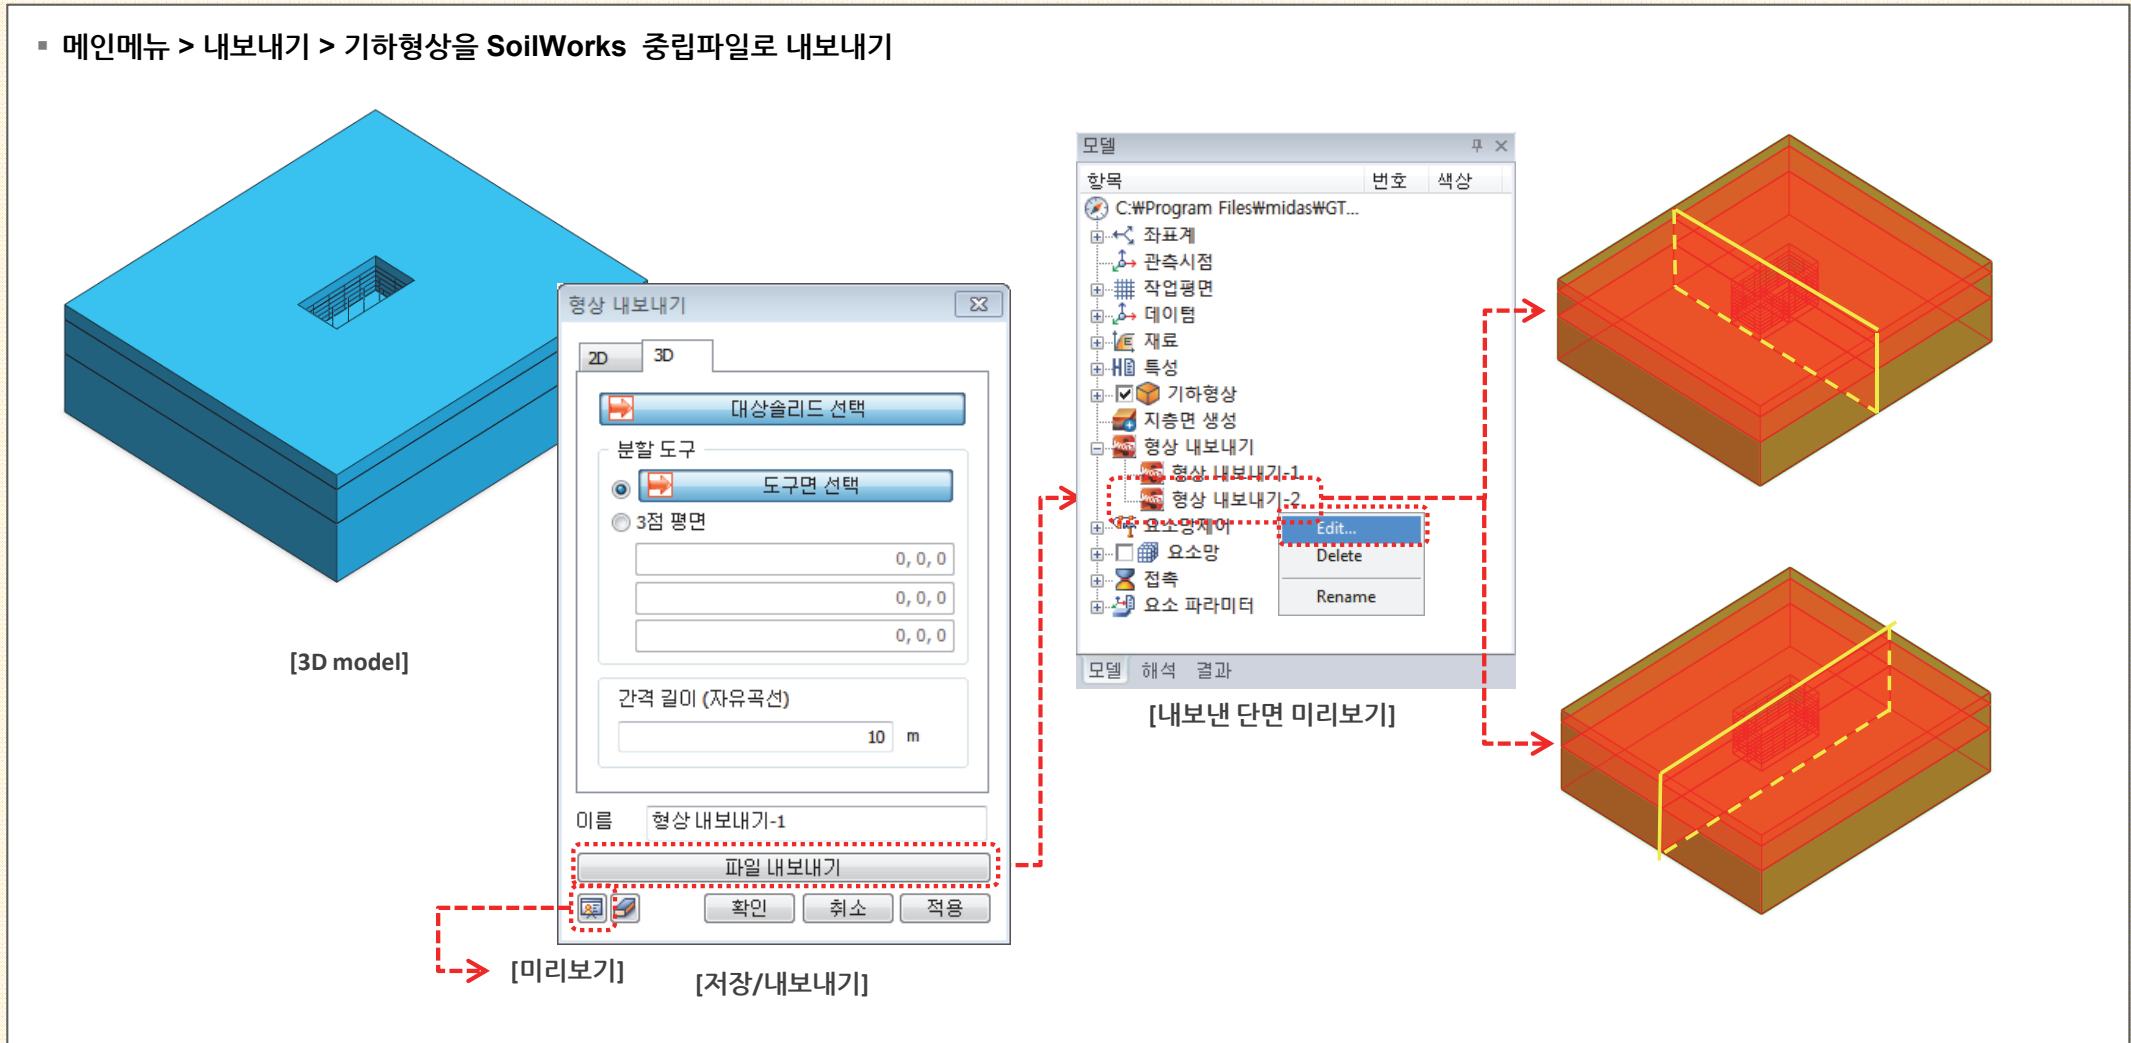 메인메뉴 > 내보내기 > 기하형상을 SoilWorks 중립파일로 내보내기
[3D model]
형상 내보내기
2D
3D
대상솔리드 선택
분할 도구
도구면 선택
3점 평면
0, 0, 0
0, 0, 0
0, 0, 0
간격 길이 (자유곡선)
10 m
이름 형상 내보내기-1
파일 내보내기
확인 취소 적용
[미리보기]
[저장/내보내기]
모델
항목 번호 색상
C:₩Program Files₩midas₩GT...
좌표계
관측시점
작업평면
데이텀
재료
특성
기하형상
지층면 생성
형상 내보내기
형상 내보내기-1
형상 내보내기-2
요소망제어
요소망
접촉
요소 파라미터
Edit...
Delete
Rename
모델 해석 결과
[내보낸 단면 미리보기]